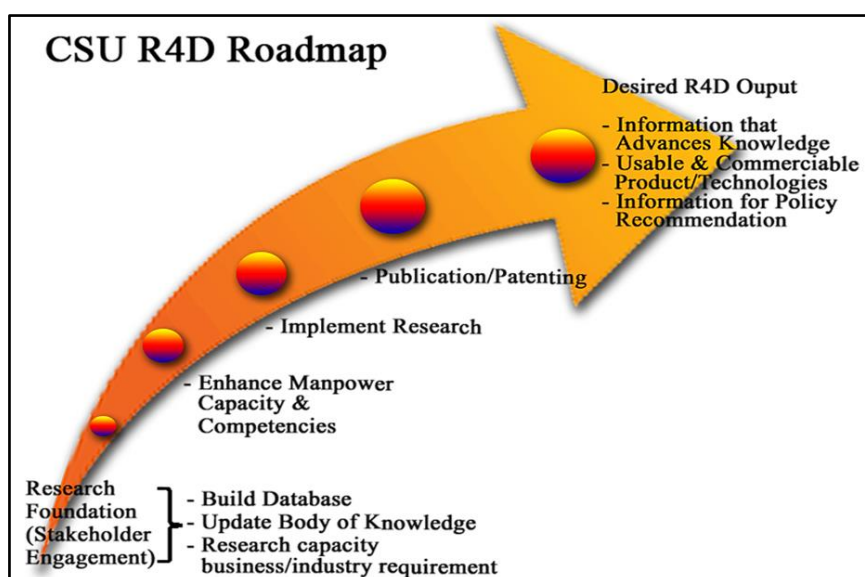 CSU R4D Roadmap
Desired R4D Ouput
- Information that
Advances Knowledge
- Usable & Commerciable
Product/Technologies
- Information for Policy
Recommendation
- Publication/Patenting
- Implement Research
- Enhance Manpower
Capacity &
Competencies
Research
Foundation
(Stakeholder
Engagement)
- Build Database
- Update Body of Knowledge
- Research capacity
business/industry requirement